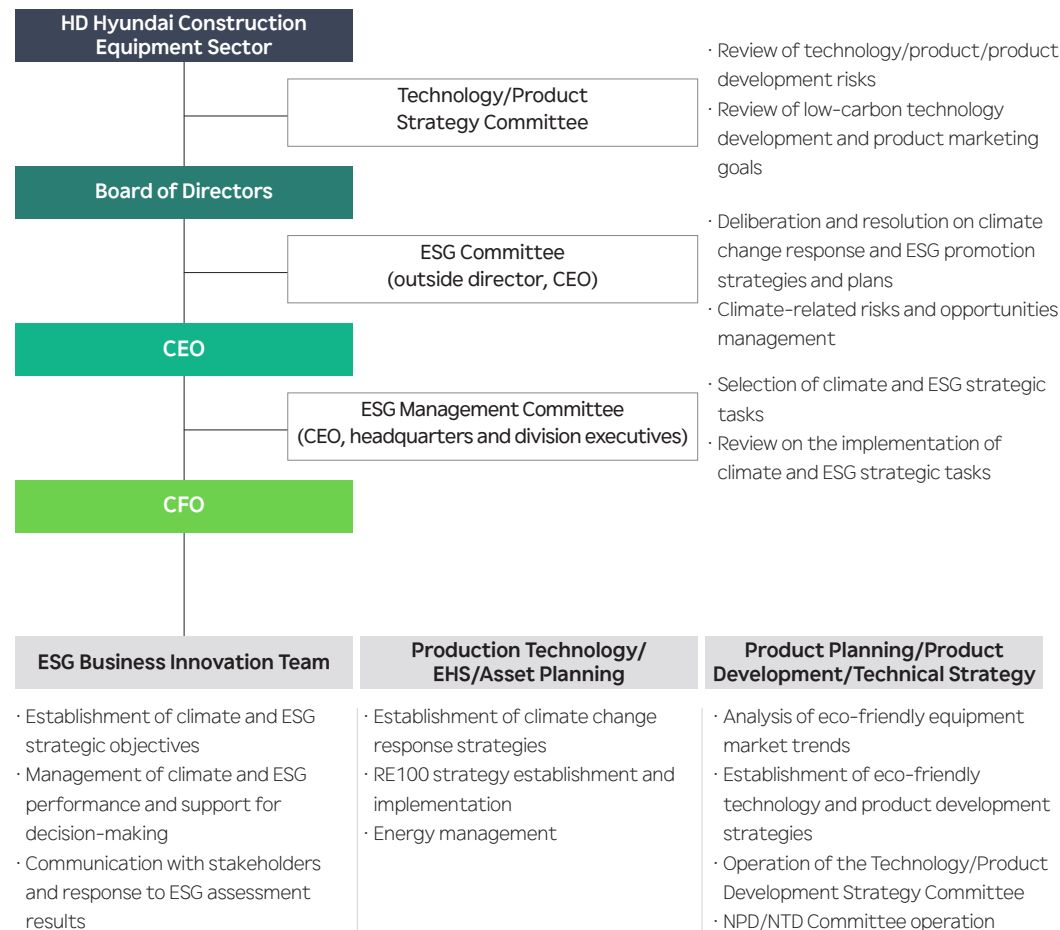 HD Hyundai Construction
Equipment Sector
Technology/Product
Strategy Committee
· Review of technology/product/product
development risks
· Review of low-carbon technology
development and product marketing
goals
Board of Directors
ESG Committee
(outside director, CEO)
· Deliberation and resolution on climate
change response and ESG promotion
strategies and plans
· Climate-related risks and opportunities
management
CEO
ESG Management Committee
(CEO, headquarters and division executives)
· Selection of climate and ESG strategic
tasks
· Review on the implementation of
climate and ESG strategic tasks
CFO
ESG Business Innovation Team
· Establishment of climate and ESG
strategic objectives
· Management of climate and ESG
performance and support for
decision-making
· Communication with stakeholders
and response to ESG assessment
results
Production Technology/
EHS/Asset Planning
· Establishment of climate change
response strategies
· RE100 strategy establishment and
implementation
· Energy management
Product Planning/Product
Development/Technical Strategy
· Analysis of eco-friendly equipment
market trends
· Establishment of eco-friendly
technology and product development
strategies
· Operation of the Technology/Product
Development Strategy Committee
· NPD/NTD Committee operation